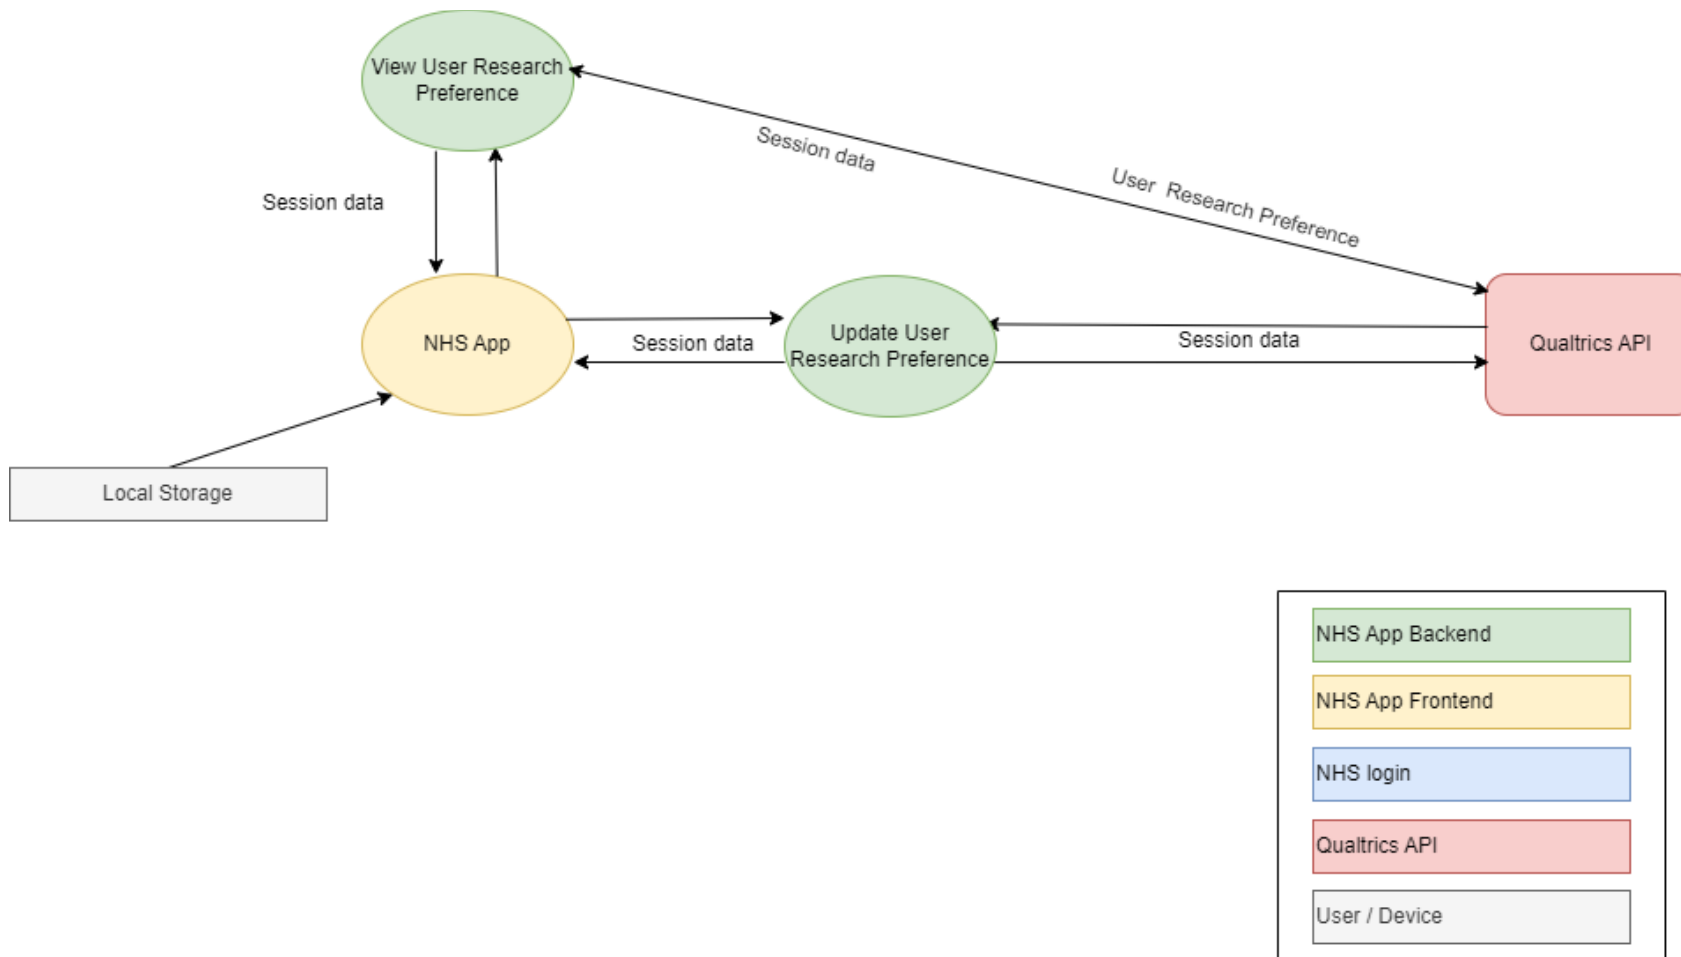 View User Research
Preference
Session data
User  Research Preference
Session data
NHS App
Session data
Update User
Research Preference
Session data
Qualtrics API
Local Storage
NHS App Backend
NHS App Frontend
NHS login
Qualtrics API
User / Device